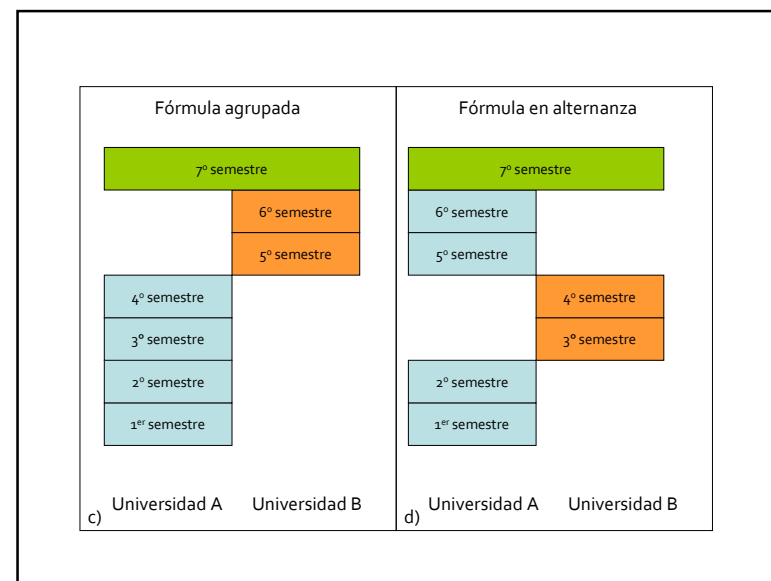 Fórmula agrupada
7º semestre
6º semestre
5º semestre
4º semestre
3º semestre
2º semestre
1er semestre
Universidad A Universidad B
c)
Fórmula en alternanza
7º semestre
6º semestre
5º semestre
4º semestre
3º semestre
2º semestre
1er semestre
Universidad A Universidad B
d)